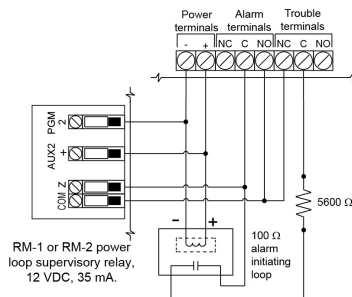 Power terminals
Alarm terminals
Trouble terminals
- + NC C NO NC C NO
PGM 2
AUX2 +
Z
COM
5600 Ω
- +
100 Ω
alarm
initiating
loop
RM-1 or RM-2 power
loop supervisory relay,
12 VDC, 35 mA.